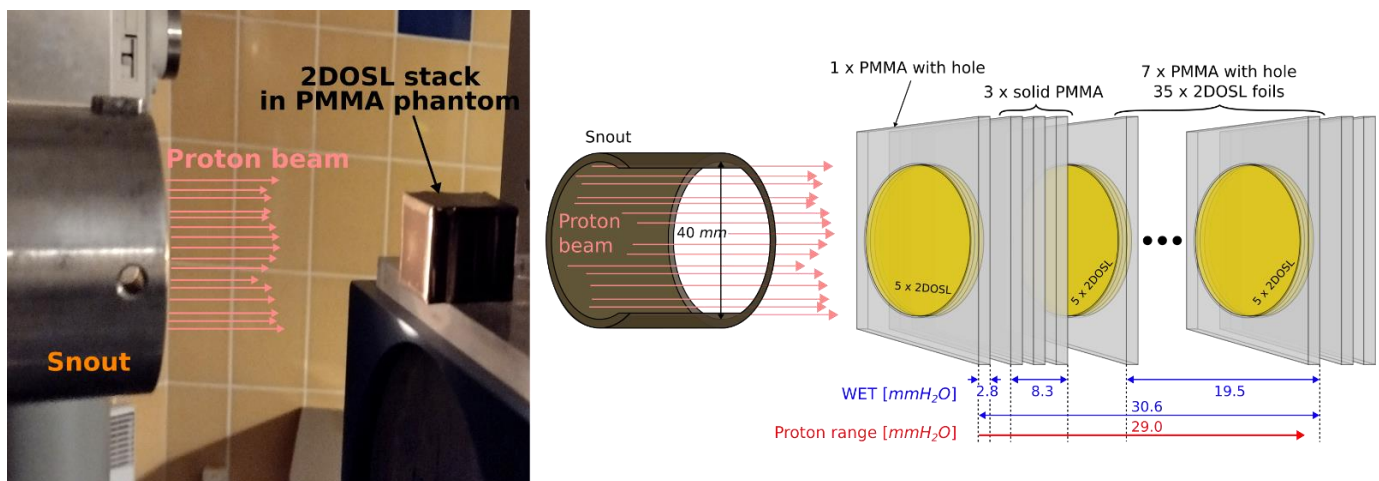 2DOSL stack
in PMMA phantom
Proton beam
Snout
Snout
Proton
beam
40 mm
1 x PMMA with hole
3 x solid PMMA
7 x PMMA with hole
35 x 2DOSL foils
5 x 2DOSL
5 x 2DOSL
5 x 2DOSL
WET [mmH₂O]
2.8
8.3
19.5
30.6
Proton range [mmH₂O]
29.0